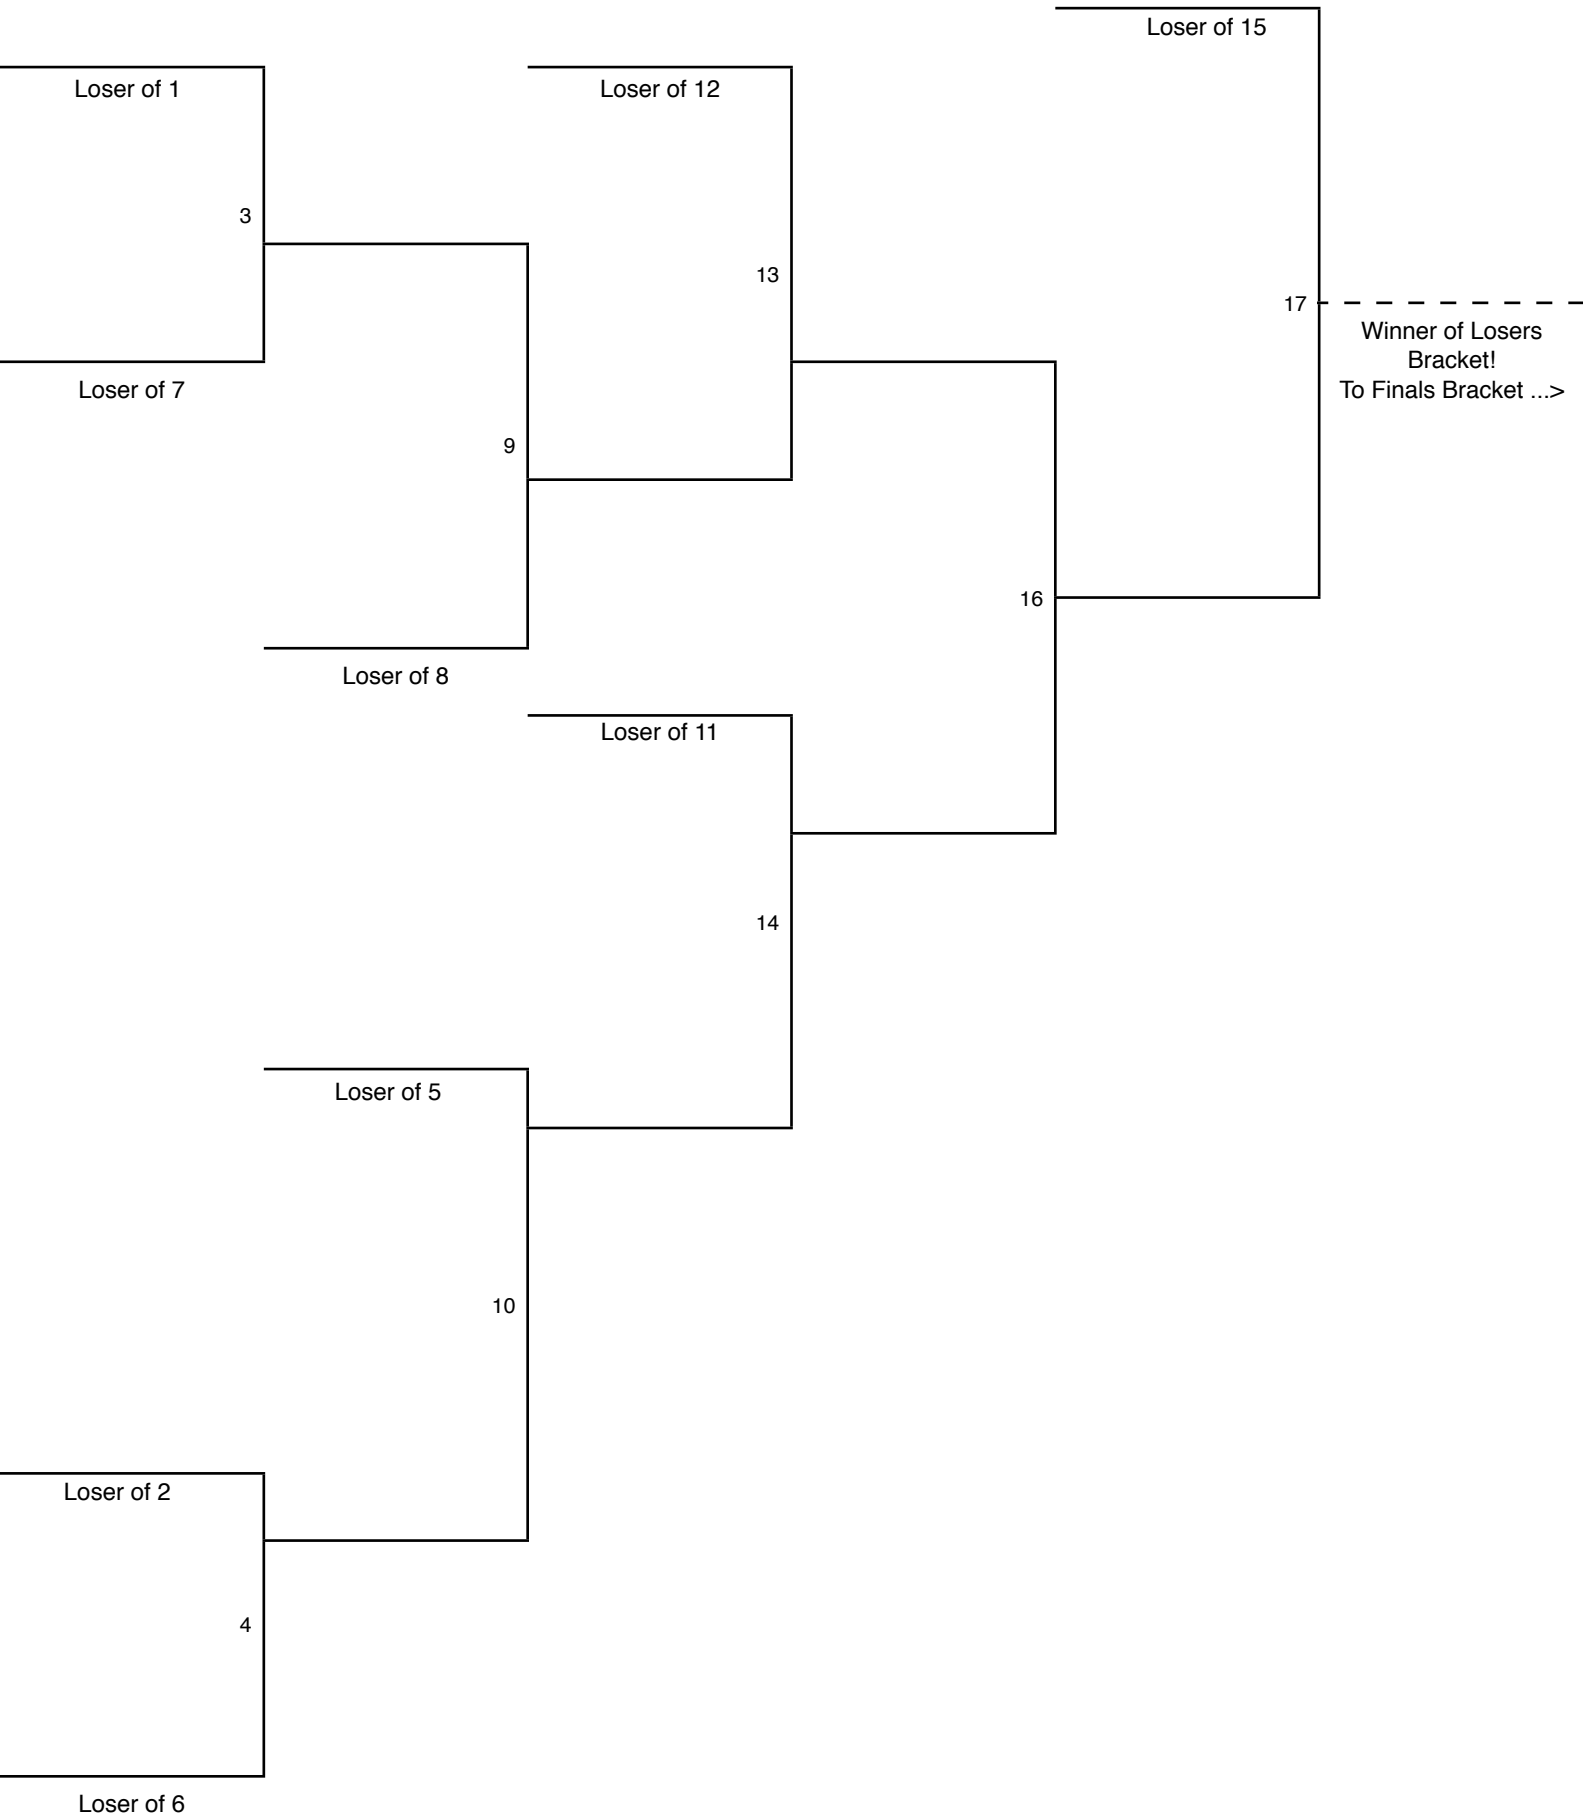 Loser of 15
Loser of 1
Loser of 12
3
13
17
Winner of Losers
Bracket!
To Finals Bracket ...>
Loser of 7
9
16
Loser of 8
Loser of 11
14
Loser of 5
10
Loser of 2
4
Loser of 6